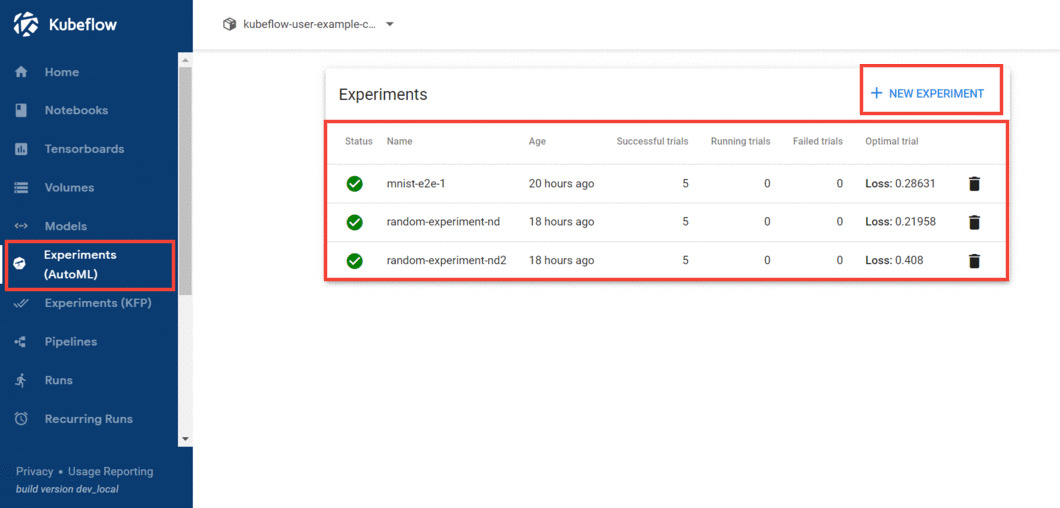 Kubeflow
kubeflow-user-example-c...
Home
Notebooks
Tensorboards
Volumes
Models
Experiments
(AutoML)
Experiments (KFP)
Pipelines
Runs
Recurring Runs
Privacy • Usage Reporting
build version dev_local
Experiments
+ NEW EXPERIMENT
Status Name Age Successful trials Running trials Failed trials Optimal trial
mnist-e2e-1 20 hours ago 5 0 0 Loss: 0.28631
random-experiment-nd 18 hours ago 5 0 0 Loss: 0.21958
random-experiment-nd2 18 hours ago 5 0 0 Loss: 0.408